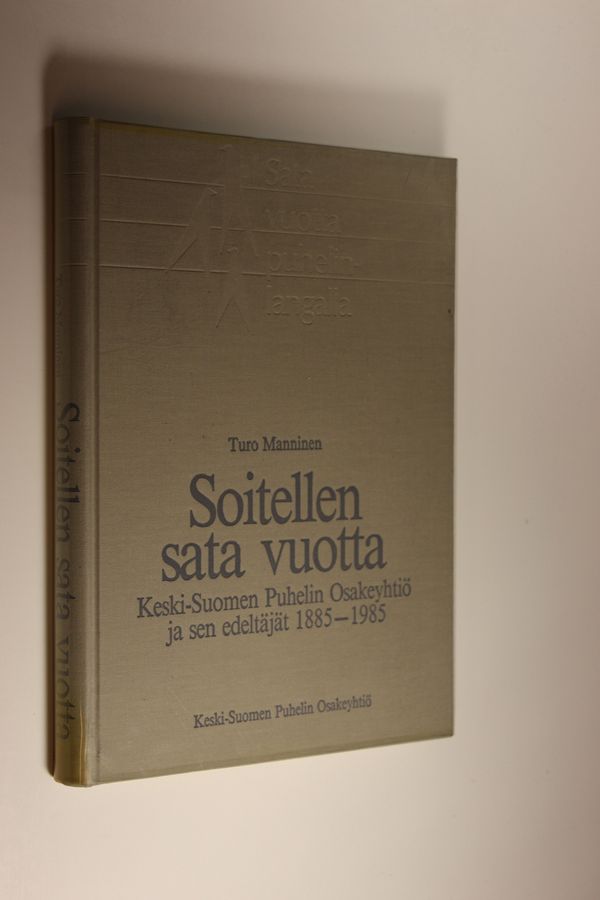 Sata
vuotta
puhelin-
langalla
Turo Manninen
Soitellen
sata vuotta
Keski-Suomen Puhelin Osakeyhtiö
ja sen edeltäjät 1885—1985
Keski-Suomen Puhelin Osakeyhtiö
Soitellen sata vuotta